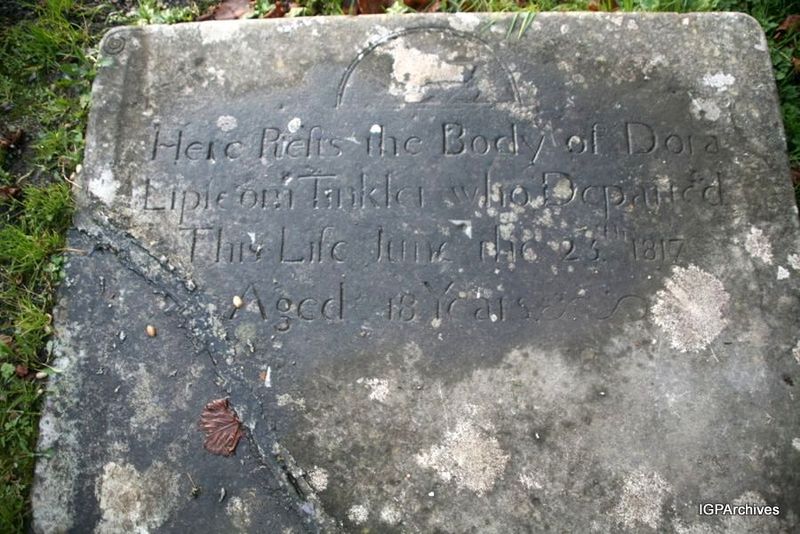 Here Rests the Body of Dora
Lipseom Tinkler who Departed
This Life June the 23th 1817
Aged 18 Years
IGPArchives